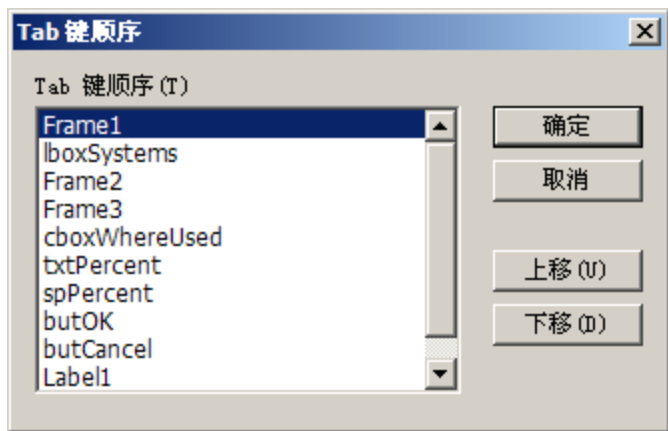 Tab 键顺序
Tab 键顺序(T)
Frame1
lboxSystems
Frame2
Frame3
cboxWhereUsed
txtPercent
spPercent
butOK
butCancel
Label1
确定
取消
上移(U)
下移(D)